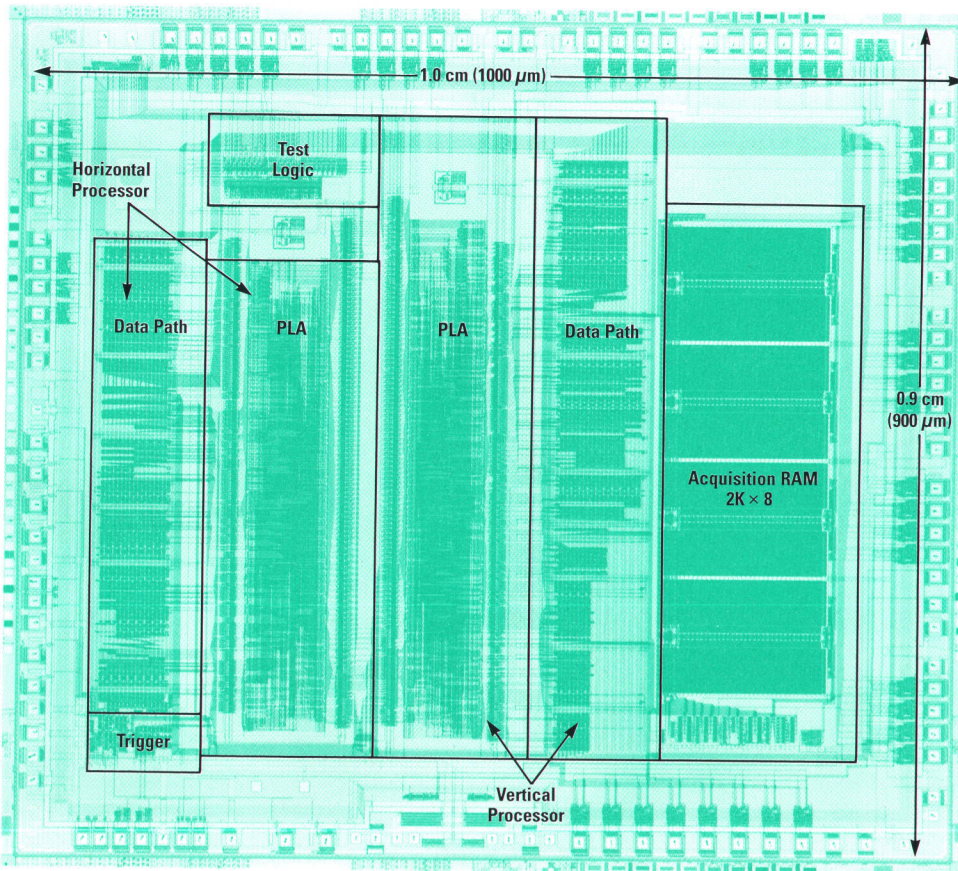 1.0 cm (1000 µm)
Test
Logic
Horizontal
Processor
Data Path
PLA
PLA
Data Path
0.9 cm
(900 µm)
Acquisition RAM
2K × 8
Trigger
Vertical
Processor